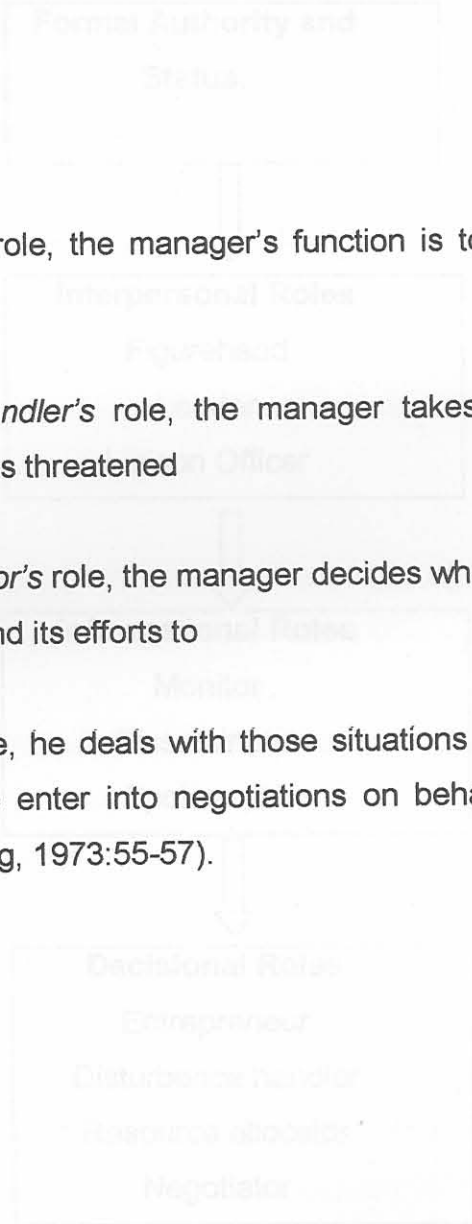 Formal Authority and
Status
role, the manager's function is to
Interpersonal Roles
Figurehead
ndler's role, the manager takes
s threatened
Officer
or's role, the manager decides wh
nd its efforts to
Roles
Monitor
e, he deals with those situations
enter into negotiations on beha
g, 1973:55-57).
Decisional Roles
Entrepreneur
Disturbance handler
Resource allocator
Negotiator